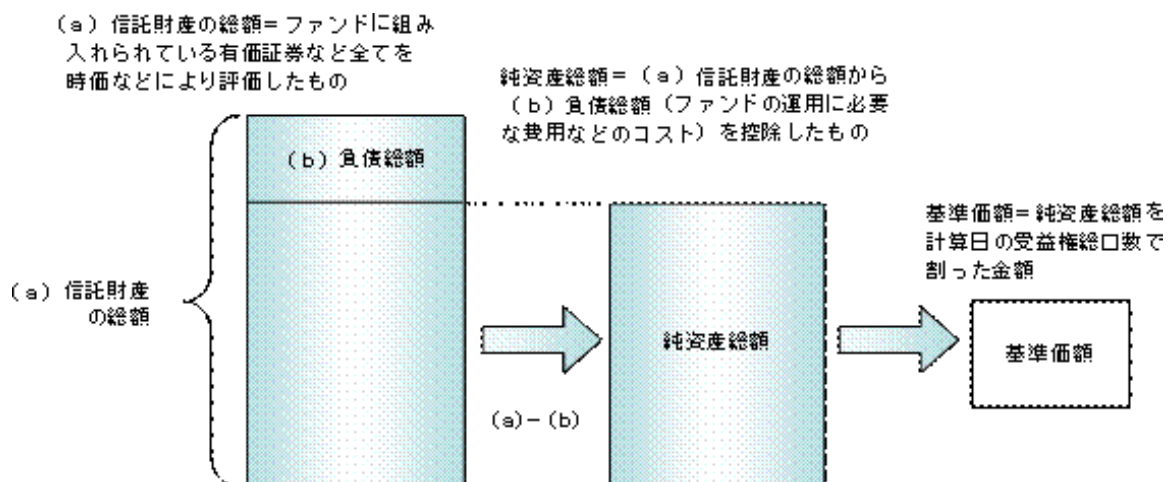 (a) 信託財産の総額=ファンドに組み
入れられている有価証券など全てを
時価などにより評価したもの
純資産総額=(a) 信託財産の総額から
(b) 負債総額 (ファンドの運用に必要
な費用などのコスト) を控除したもの
(b) 負債総額
基準価額=純資産総額を
計算日の受益権総口数で
割った金額
(a) 信託財産
の総額
純資産総額
基準価額
(a)-(b)